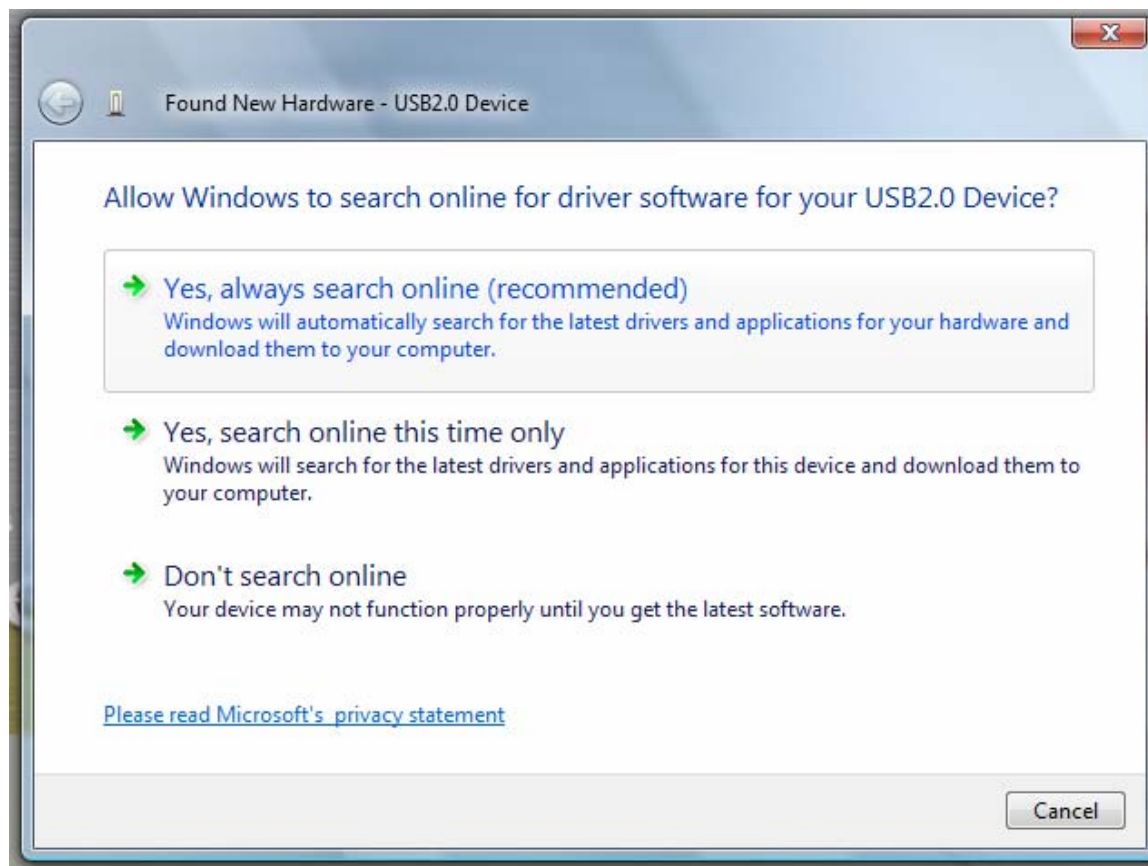 Found New Hardware - USB2.0 Device
Allow Windows to search online for driver software for your USB2.0 Device?
Yes, always search online (recommended)
Windows will automatically search for the latest drivers and applications for your hardware and
download them to your computer.
Yes, search online this time only
Windows will search for the latest drivers and applications for this device and download them to
your computer.
Don't search online
Your device may not function properly until you get the latest software.
Please read Microsoft's  privacy statement
Cancel